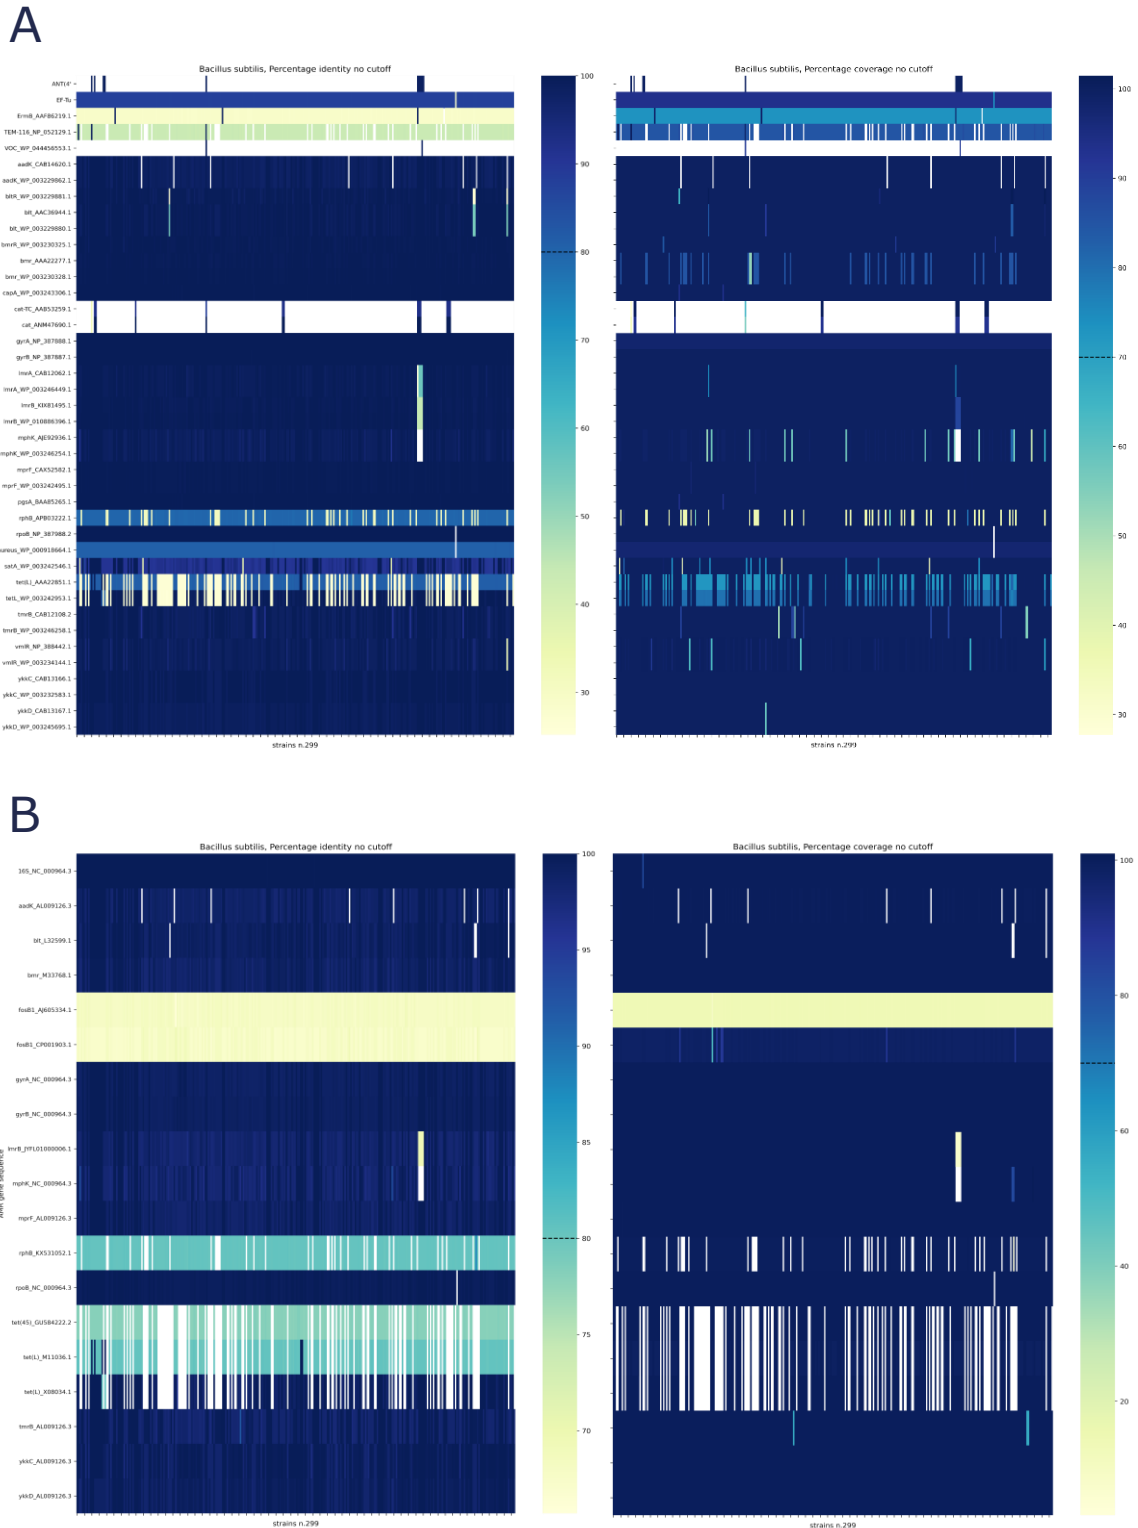 A
Bacillus subtilis, Percentage identity no cutoff
Bacillus subtilis, Percentage coverage no cutoff
ANT(4'
EF-Tu
ErmB_AAF86219.1
TEM-116_NP_052129.1
VOC_WP_044456553.1
aadK_CAB14620.1
aadK_WP_003229862.1
bltR_WP_003229881.1
blt_AAC36944.1
blt_WP_003229880.1
bmrR_WP_003230325.1
bmr_AAA22277.1
bmr_WP_003230328.1
capA_WP_003243306.1
cat-TC_AAB53259.1
cat_ANM47690.1
gyrA_NP_387888.1
gyrB_NP_387887.1
lmrA_CAB12062.1
lmrA_WP_003246449.1
lmrB_KIX81495.1
lmrB_WP_010886396.1
mphK_AJE92936.1
mphK_WP_003246254.1
mprF_CAX52582.1
mprF_WP_003242495.1
pgsA_BAA85265.1
rphB_APB03222.1
rpoB_NP_387988.2
ureus_WP_000918664.1
satA_WP_003242546.1
tet(L)_AAA22851.1
tetL_WP_003242953.1
tmrB_CAB12108.2
tmrB_WP_003246258.1
vmlR_NP_388442.1
vmlR_WP_003234144.1
ykkC_CAB13166.1
ykkC_WP_003232583.1
ykkD_CAB13167.1
ykkD_WP_003245695.1
100
90
80
70
60
50
40
30
100
90
80
70
60
50
40
30
strains n.299
strains n.299
B
Bacillus subtilis, Percentage identity no cutoff
Bacillus subtilis, Percentage coverage no cutoff
16S_NC_000964.3
aadK_AL009126.3
blt_L32599.1
bmr_M33768.1
fosB1_AJ605334.1
fosB1_CP001903.1
gyrA_NC_000964.3
gyrB_NC_000964.3
lmrB_JYFL01000006.1
mphK_NC_000964.3
mprF_AL009126.3
rphB_KX531052.1
rpoB_NC_000964.3
tet(45)_GU584222.2
tet(L)_M11036.1
tet(L)_X08034.1
tmrB_AL009126.3
ykkC_AL009126.3
ykkD_AL009126.3
gene sequence
100
95
90
85
80
75
70
100
80
60
40
20
strains n.299
strains n.299